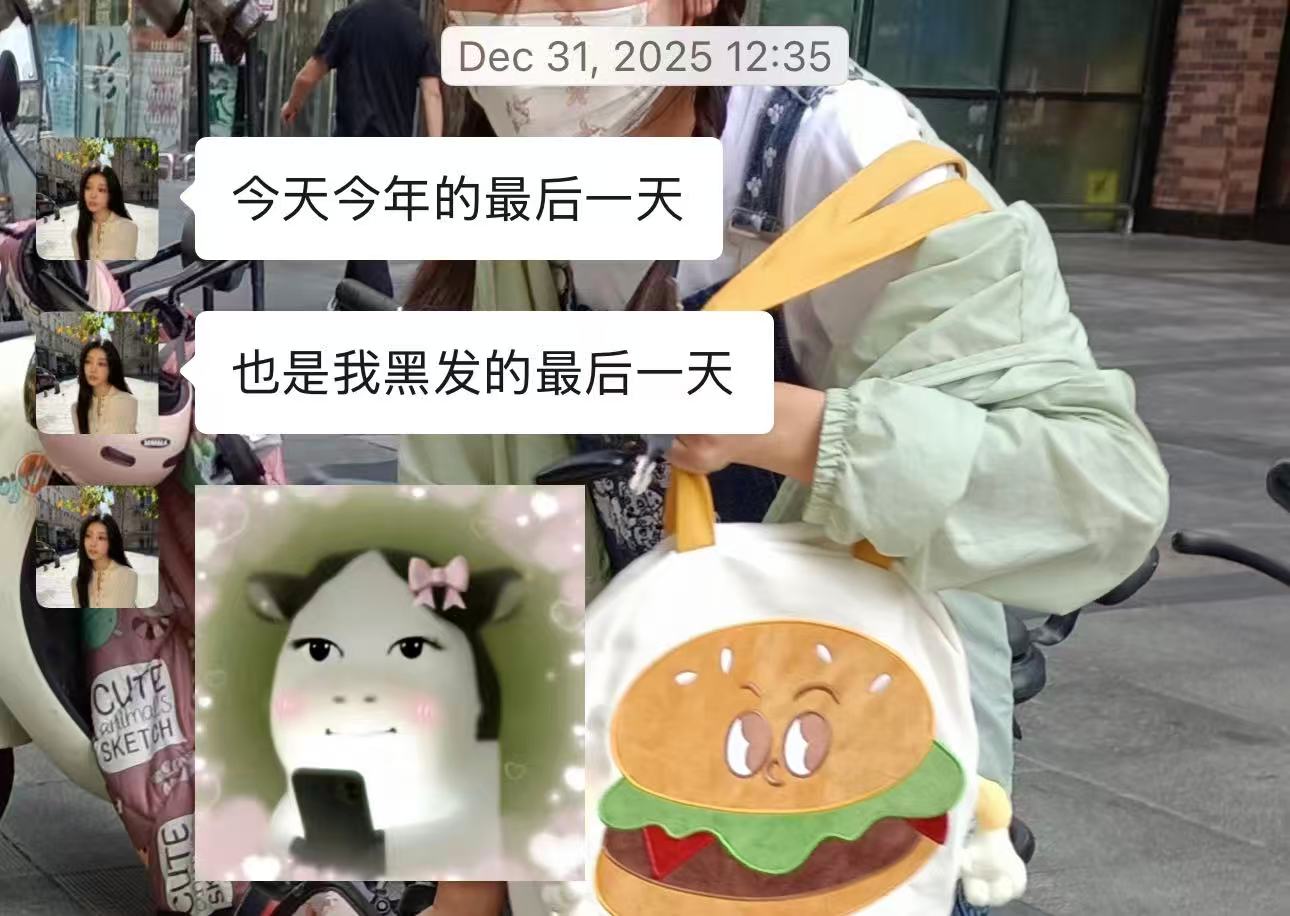 Dec 31, 2025 12:35
今天今年的最后一天
也是我黑发的最后一天
CUTE
animals
SKETCH
CUTE